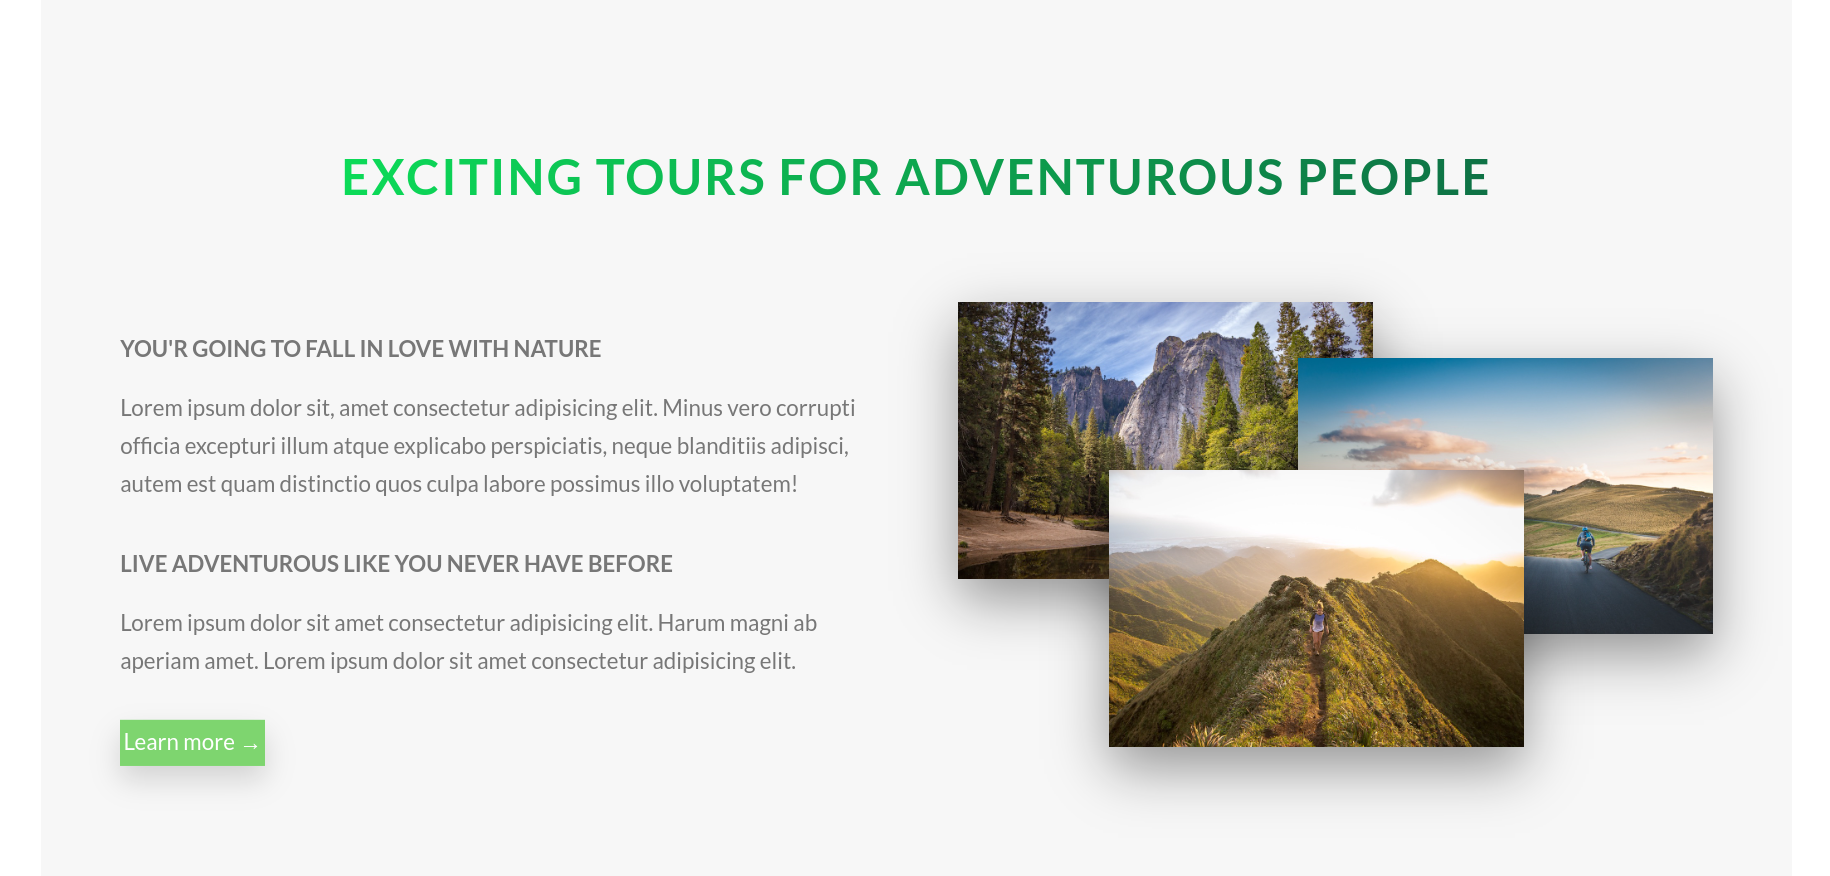 EXCITING TOURS FOR ADVENTUROUS PEOPLE
YOU'R GOING TO FALL IN LOVE WITH NATURE
Lorem ipsum dolor sit, amet consectetur adipisicing elit. Minus vero corrupti
officia excepturi illum atque explicabo perspiciatis, neque blanditiis adipisci,
autem est quam distinctio quos culpa labore possimus illo voluptatem!
LIVE ADVENTUROUS LIKE YOU NEVER HAVE BEFORE
Lorem ipsum dolor sit amet consectetur adipisicing elit. Harum magni ab
aperiam amet. Lorem ipsum dolor sit amet consectetur adipisicing elit.
Learn more →